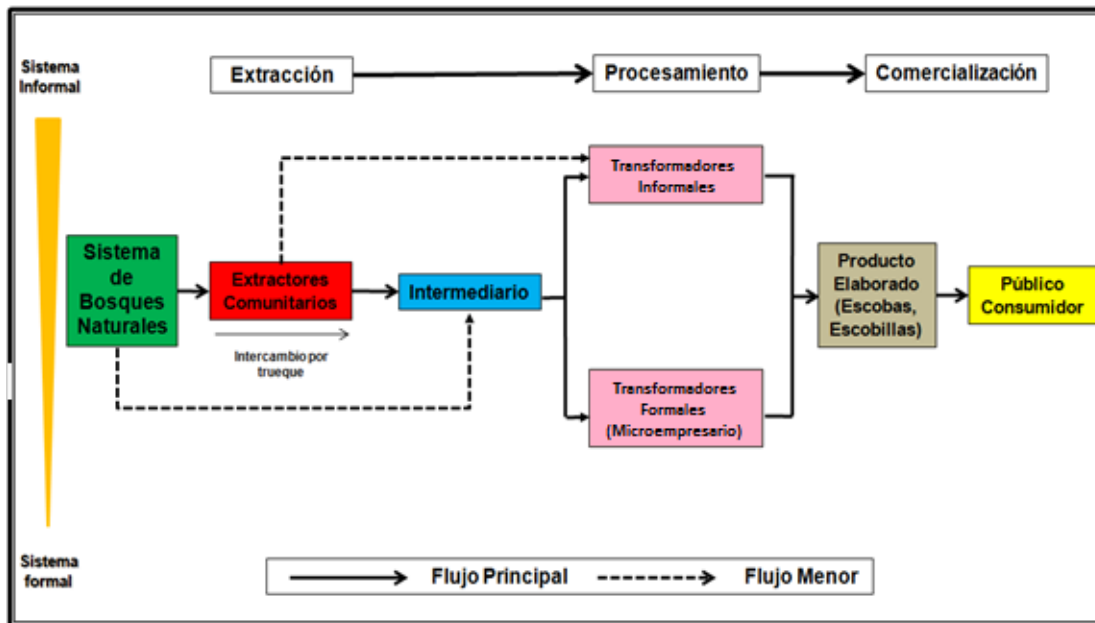 Sistema
Informal
Extracción
Procesamiento
Comercialización
Transformadores
Informales
Sistema
de
Bosques
Naturales
Extractores
Comunitarios
Intermediario
Producto
Elaborado
(Escobas,
Escobillas)
Público
Consumidor
Intercambio por
trueque
Transformadores
Formales
(Microempresario)
Sistema
formal
Flujo Principal
Flujo Menor